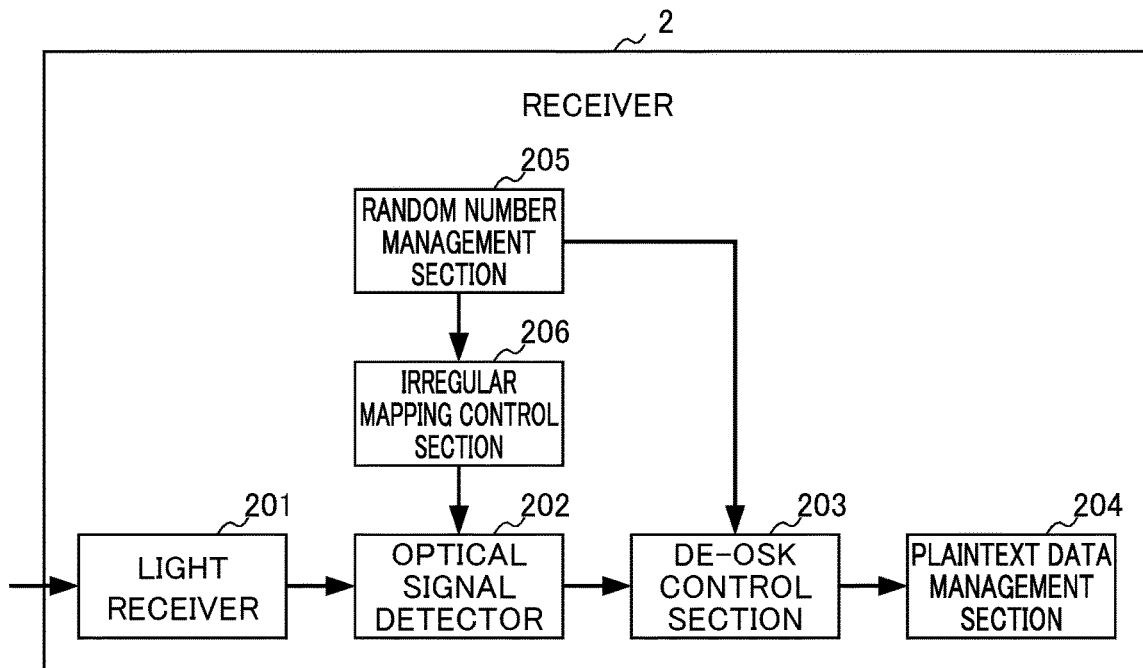 2
RECEIVER
205
RANDOM NUMBER
MANAGEMENT
SECTION
206
IRREGULAR
MAPPING CONTROL
SECTION
201
LIGHT
RECEIVER
202
OPTICAL
SIGNAL
DETECTOR
203
DE-OSK
CONTROL
SECTION
204
PLAINTEXT DATA
MANAGEMENT
SECTION